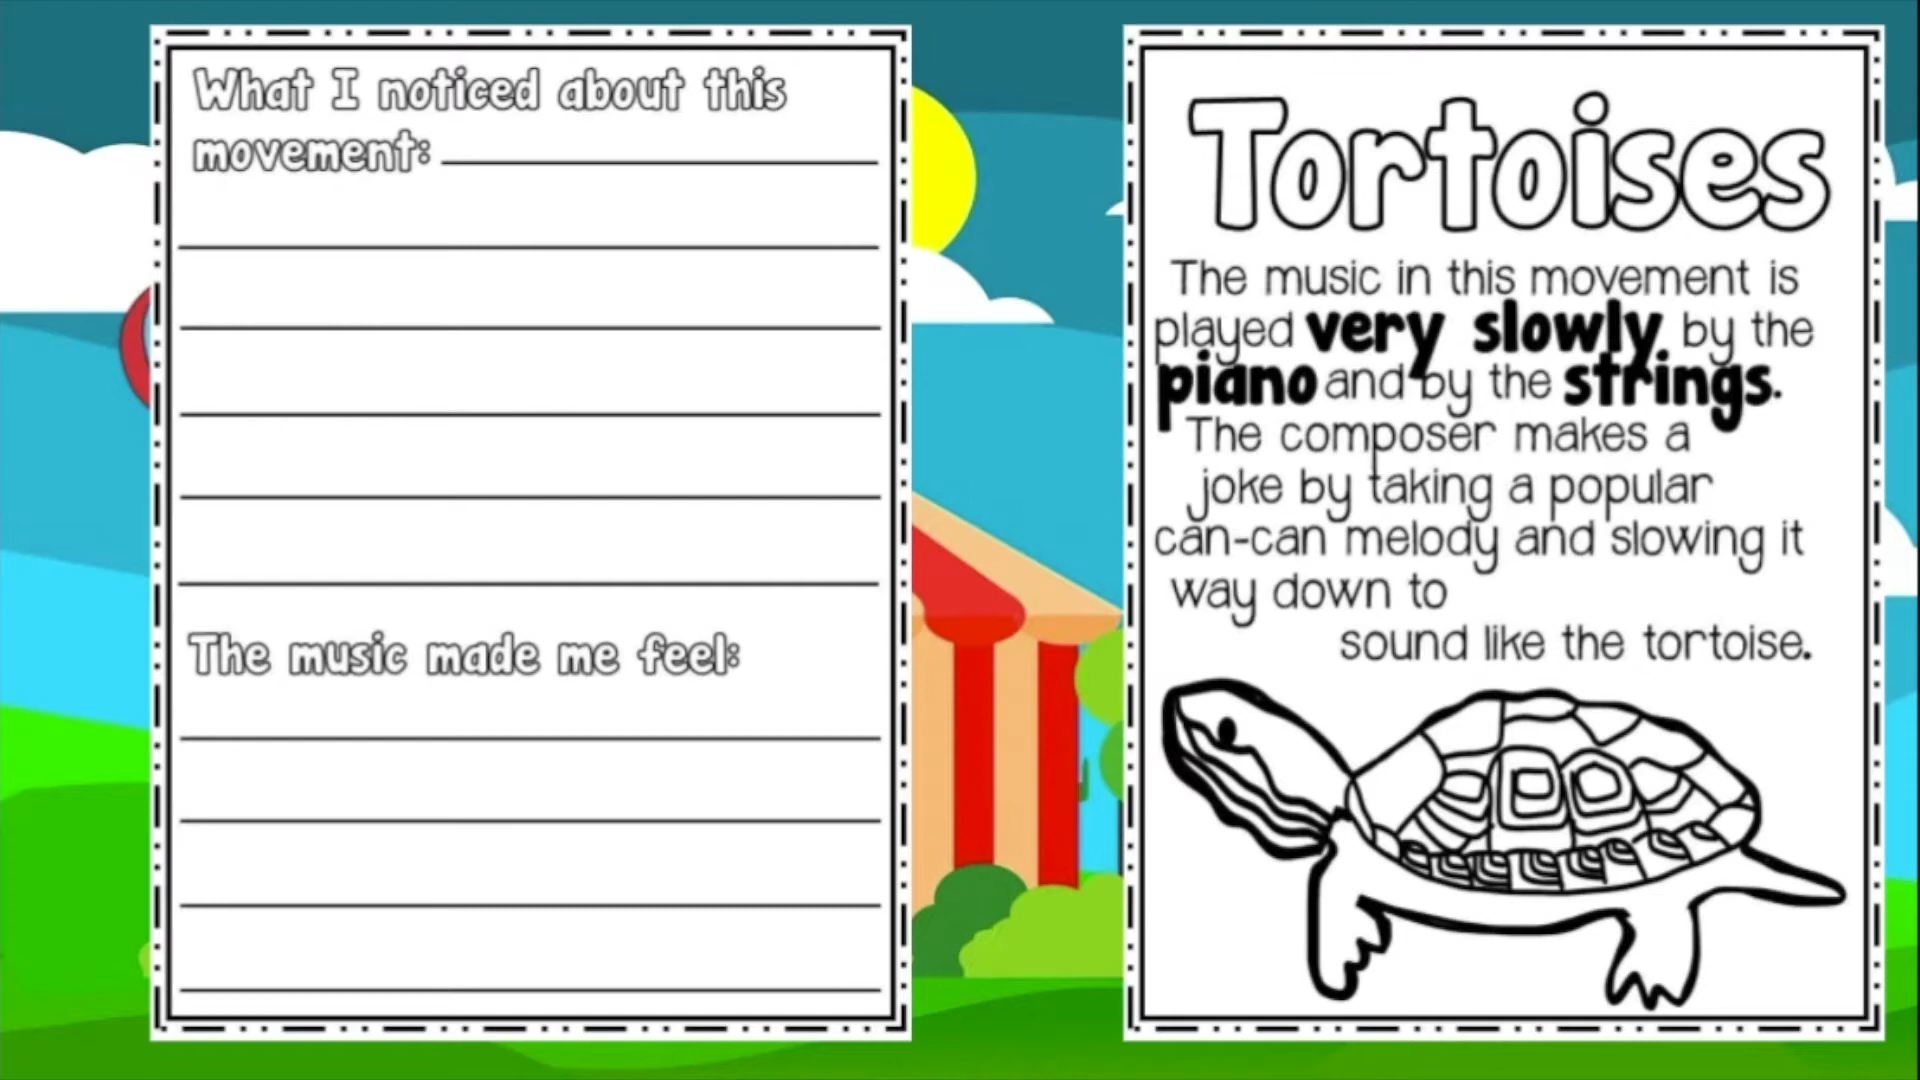 What I noticed about this
movement:
The music made me feel:
Tortoises
The music in this movement is
played very slowly by the
piano and by the strings.
The composer makes a
joke by taking a popular
can-can melody and slowing it
way down to
sound like the tortoise.